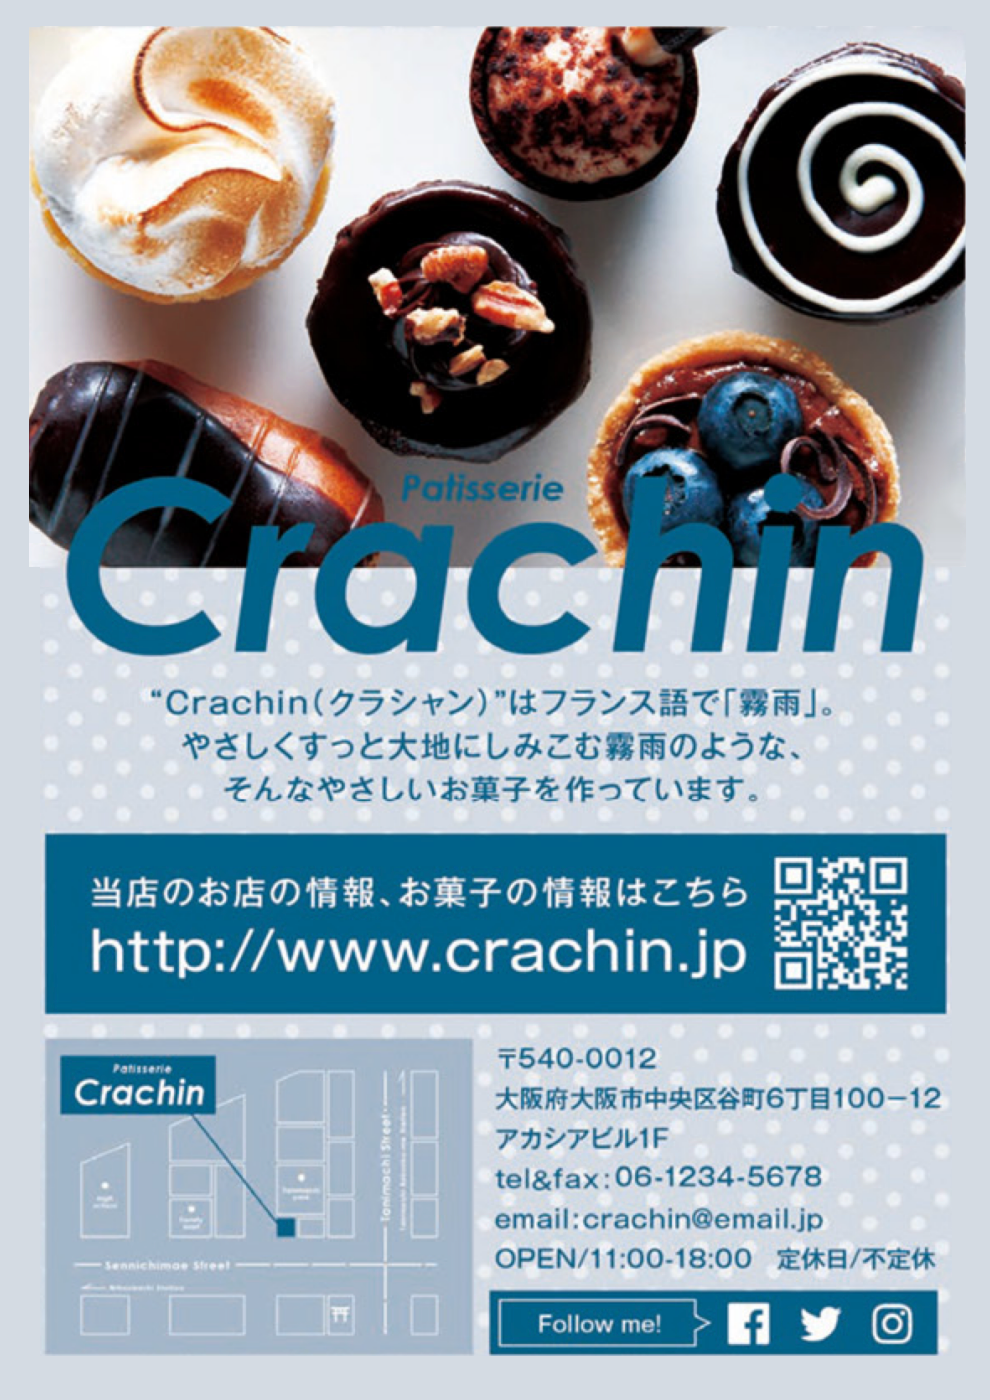 Patisserie
Crachin
“Crachin（クラシャン）”はフランス語で「霧雨」。
やさしくすっと大地にしみこむ霧雨のような、
そんなやさしいお菓子を作っています。
当店のお店の情報、お菓子の情報はこちら
http://www.crachin.jp
Patisserie
Crachin
Tanimachi Street
Sennichimae Street
〒540-0012
大阪府大阪市中央区谷町6丁目100−12
アカシアビル1F
tel&fax:06-1234-5678
email:crachin@email.jp
OPEN/11:00-18:00　定休日/不定休
Follow me!